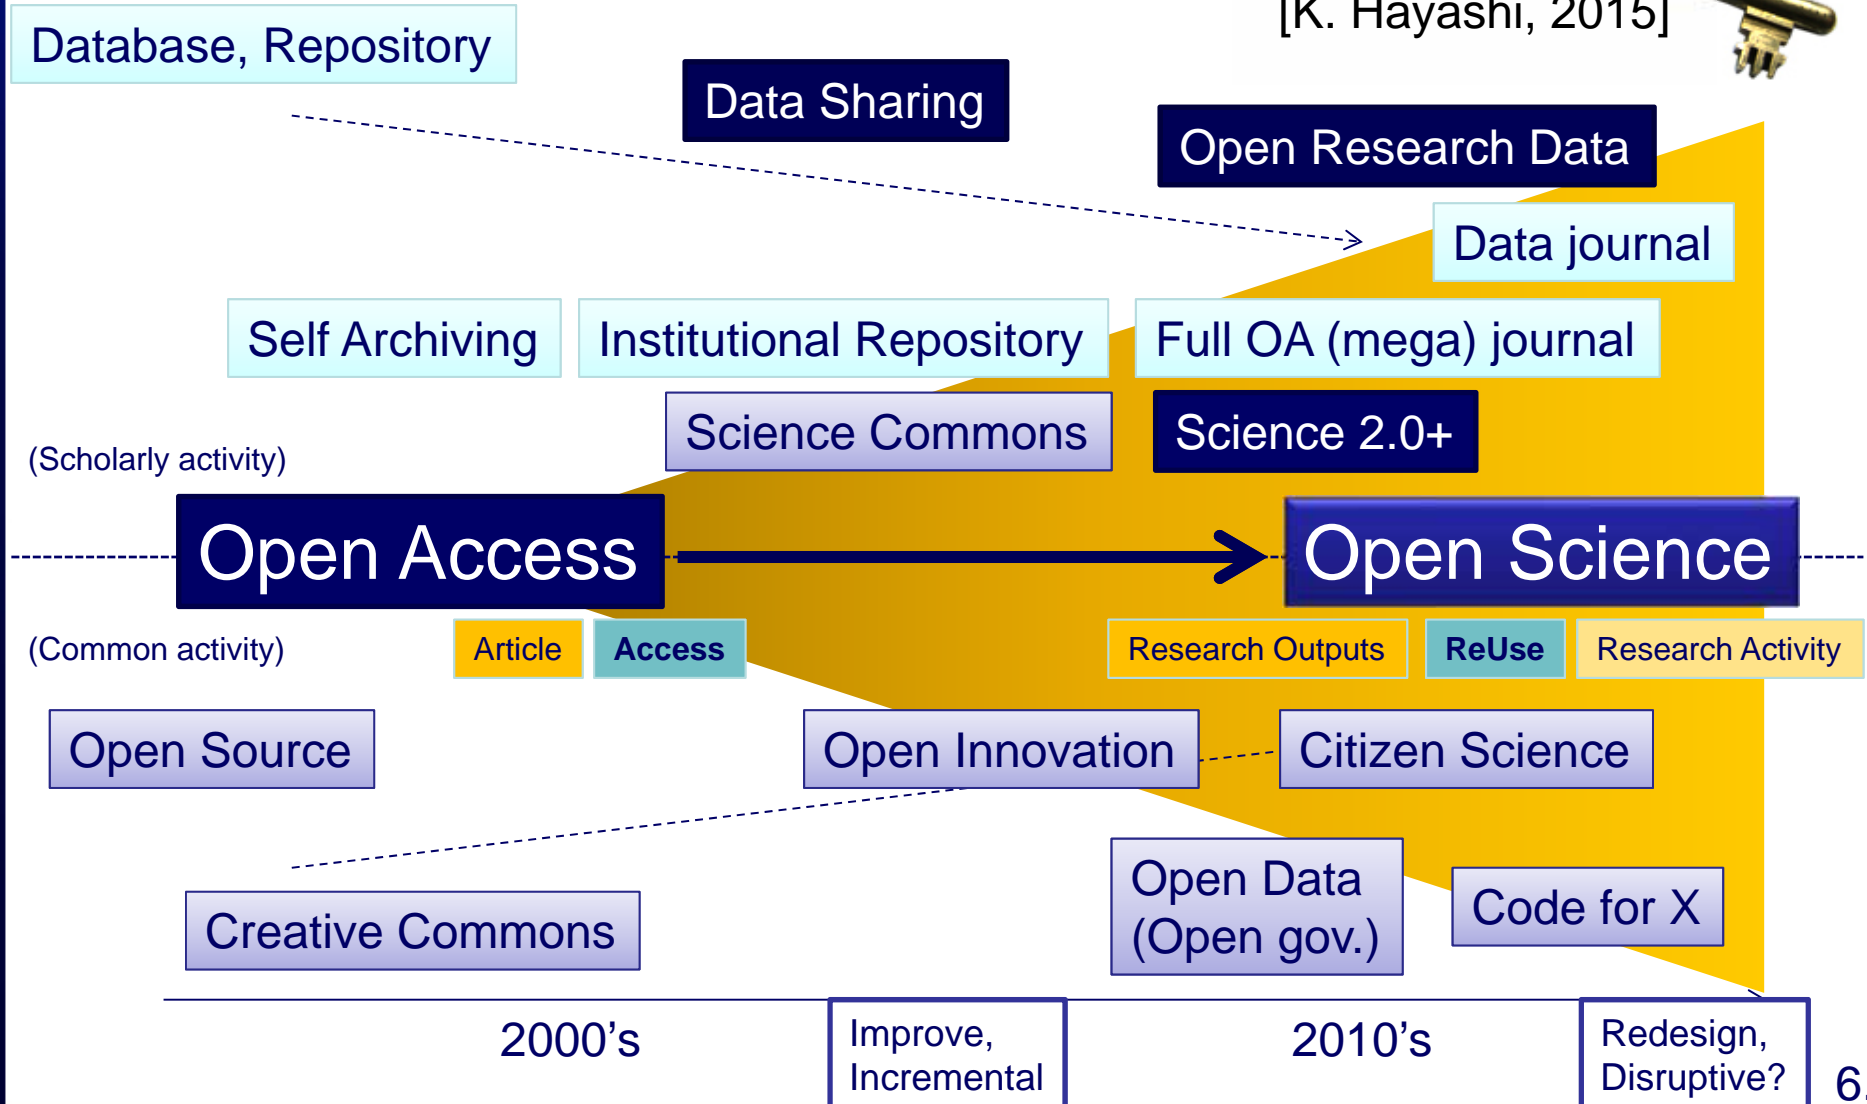 [K. Hayashi, 2015]
Database, Repository
Data Sharing
Open Research Data
Data journal
Self Archiving
Institutional Repository
Full OA (mega) journal
Science Commons
Science 2.0+
(Scholarly activity)
Open Access
Open Science
(Common activity)
Article
Access
Research Outputs
ReUse
Research Activity
Open Source
Open Innovation
Citizen Science
Creative Commons
Open Data
(Open gov.)
Code for X
2000's
Improve,
Incremental
2010's
Redesign,
Disruptive?
6